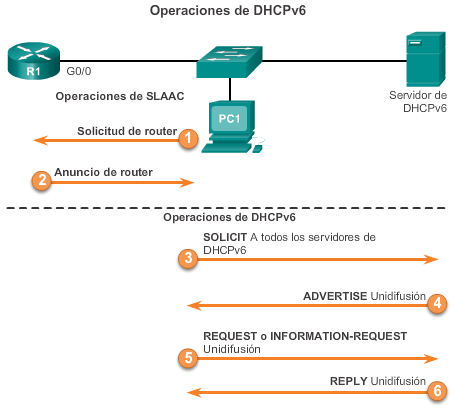 Operaciones de DHCPv6
R1
G0/0
Servidor de
DHCPv6
Operaciones de SLAAC
PC1
Solicitud de router
1
2
Anuncio de router
Operaciones de DHCPv6
SOLICIT A todos los servidores de
DHCPv6
3
ADVERTISE Unidifusión
4
REQUEST o INFORMATION-REQUEST
Unidifusión
5
REPLY Unidifusión
6